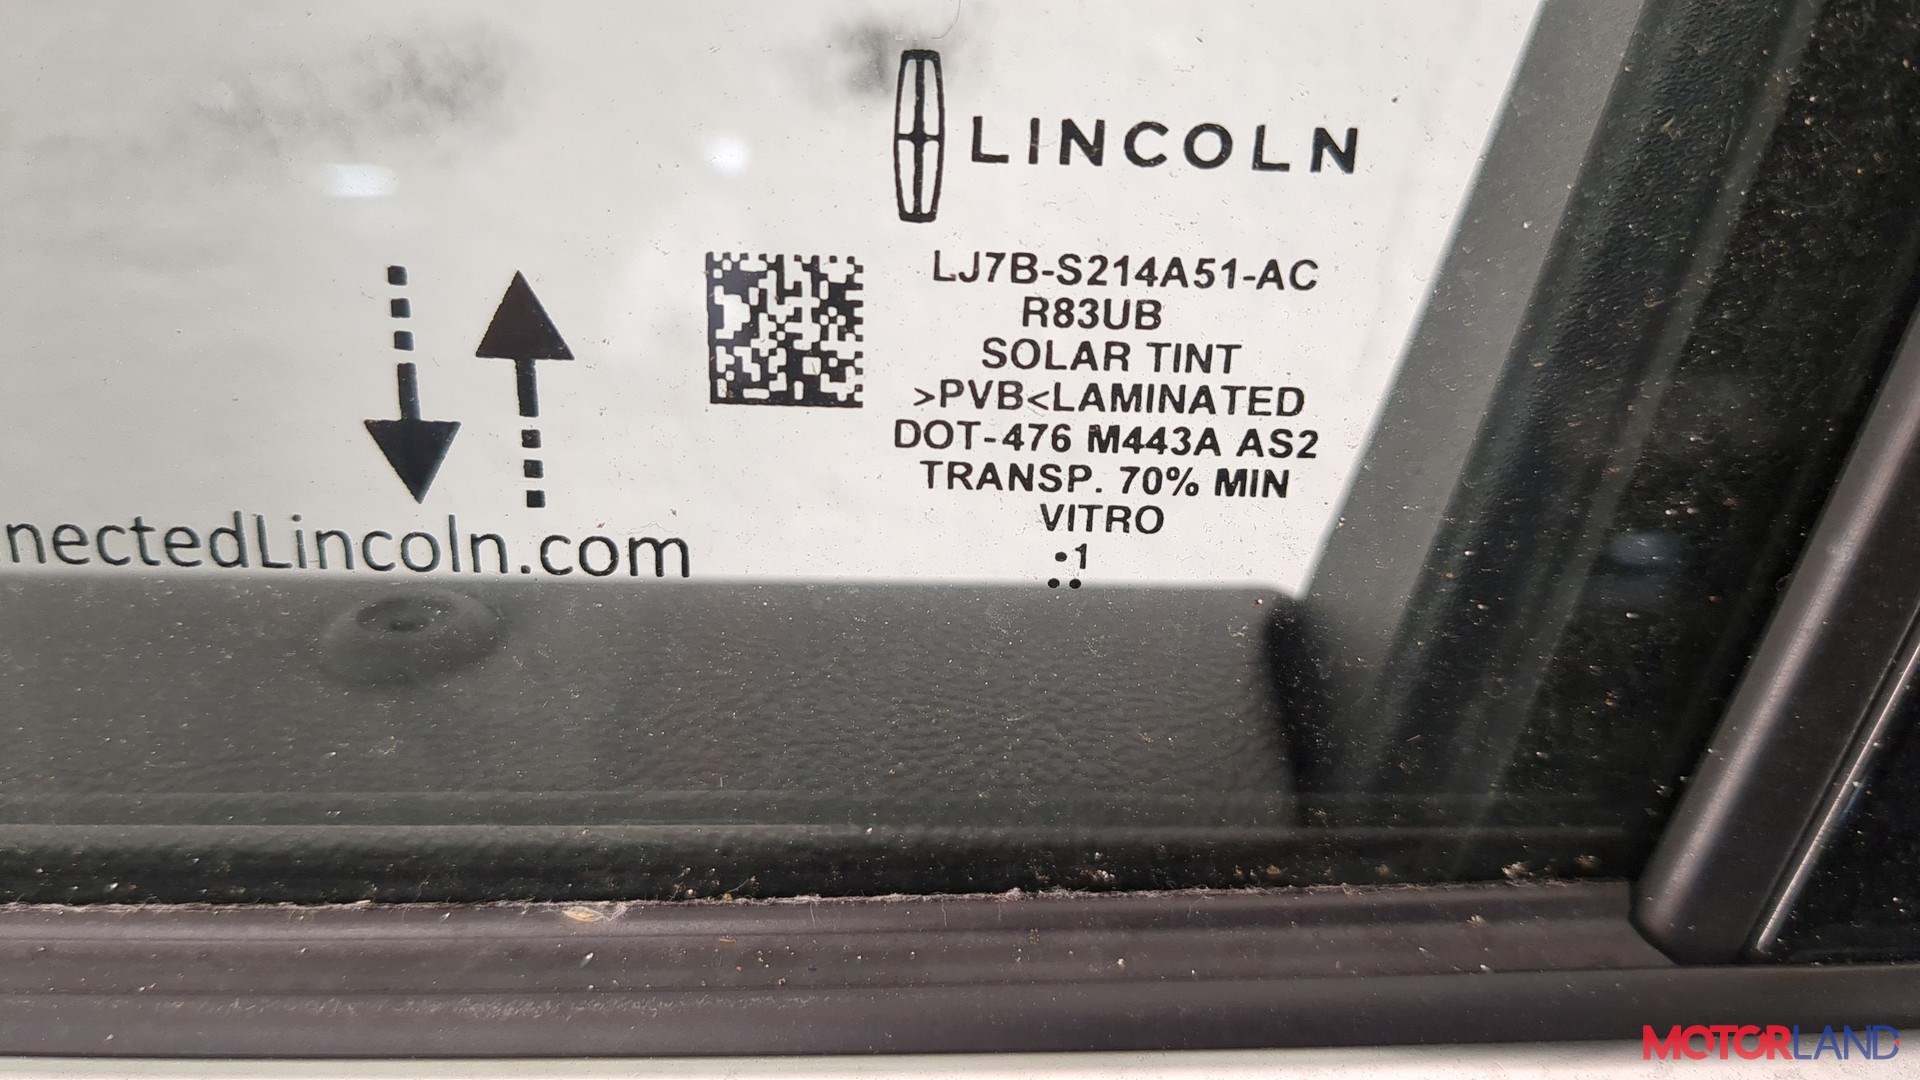 LINCOLN
LJ7B-S214A51-AC
R83UB
SOLAR TINT
>PVB<LAMINATED
DOT-476 M443A AS2
TRANSP. 70% MIN
VITRO
•1
••
nectedLincoln.com
MOTORLAND